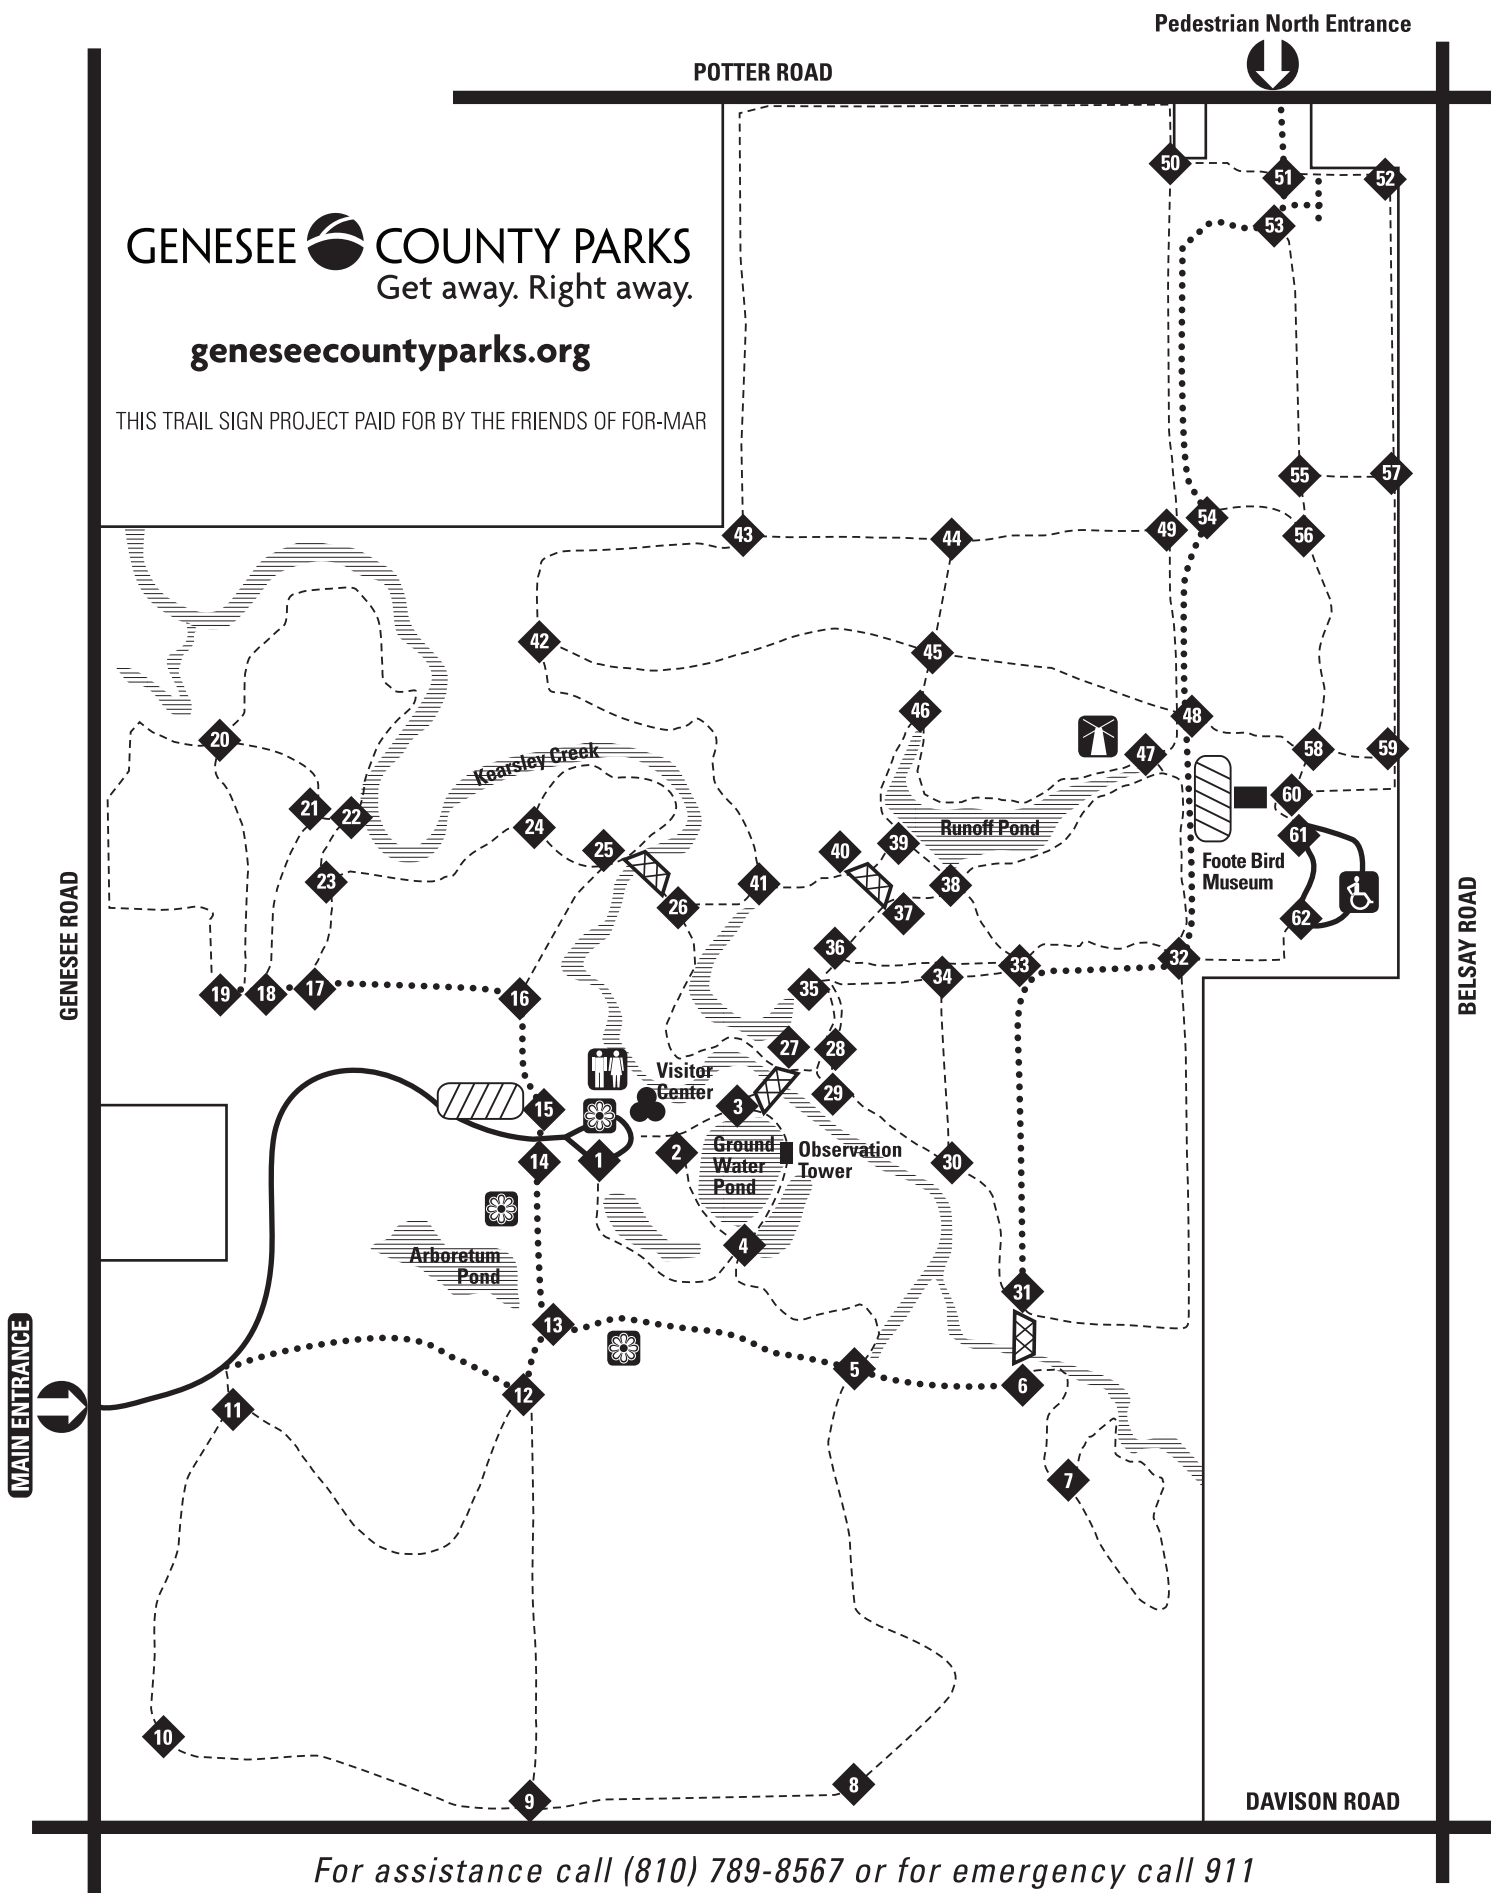 Pedestrian North Entrance
POTTER ROAD
50
51
52
53
GENESEE COUNTY PARKS
Get away. Right away.
geneseecountyparks.org
THIS TRAIL SIGN PROJECT PAID FOR BY THE FRIENDS OF FOR-MAR
55
57
54
49
56
43
44
42
45
46
48
20
47
58
59
Kearsley Creek
60
21
22
24
Runoff Pond
61
39
25
40
Foote Bird
Museum
23
41
38
26
37
62
GENESEE ROAD
BELSAY ROAD
36
32
33
34
35
19
18
17
16
27
28
Visitor
Center
29
15
3
2
Ground
Water
Pond
Observation
Tower
14
1
30
4
Arboretum
Pond
31
13
5
6
12
11
MAIN ENTRANCE
7
10
8
9
DAVISON ROAD
For assistance call (810) 789-8567 or for emergency call 911